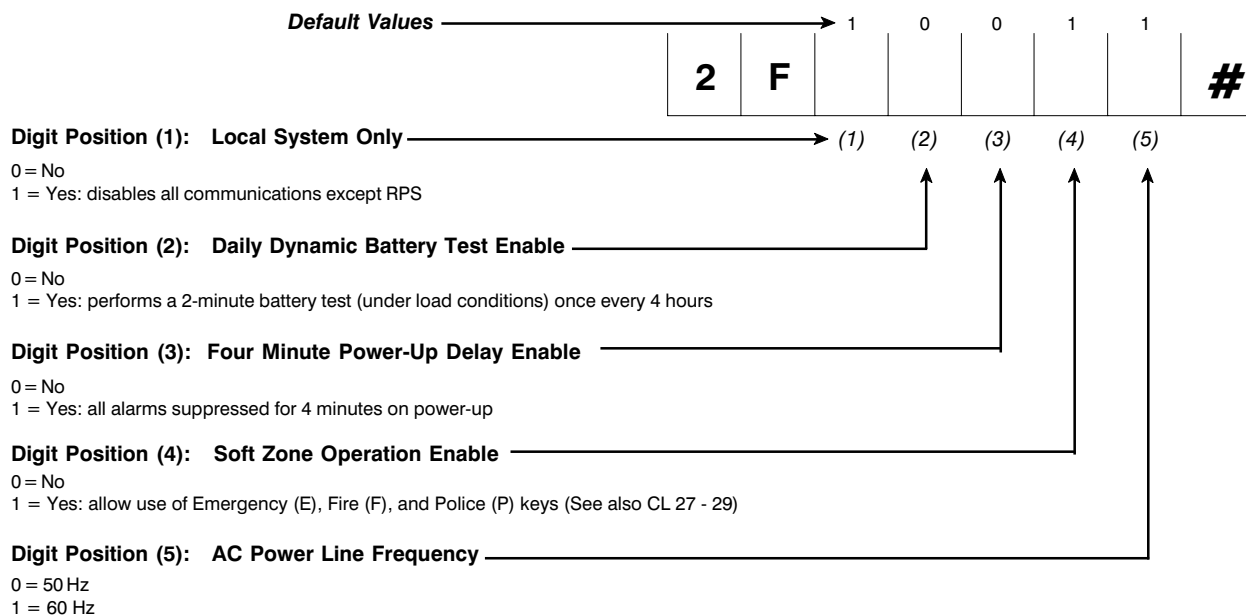 Default Values 1 0 0 1 1
2 F #
Digit Position (1): Local System Only (1) (2) (3) (4) (5)
0 = No
1 = Yes: disables all communications except RPS
Digit Position (2): Daily Dynamic Battery Test Enable
0 = No
1 = Yes: performs a 2-minute battery test (under load conditions) once every 4 hours
Digit Position (3): Four Minute Power-Up Delay Enable
0 = No
1 = Yes: all alarms suppressed for 4 minutes on power-up
Digit Position (4): Soft Zone Operation Enable
0 = No
1 = Yes: allow use of Emergency (E), Fire (F), and Police (P) keys (See also CL 27 - 29)
Digit Position (5): AC Power Line Frequency
0 = 50 Hz
1 = 60 Hz